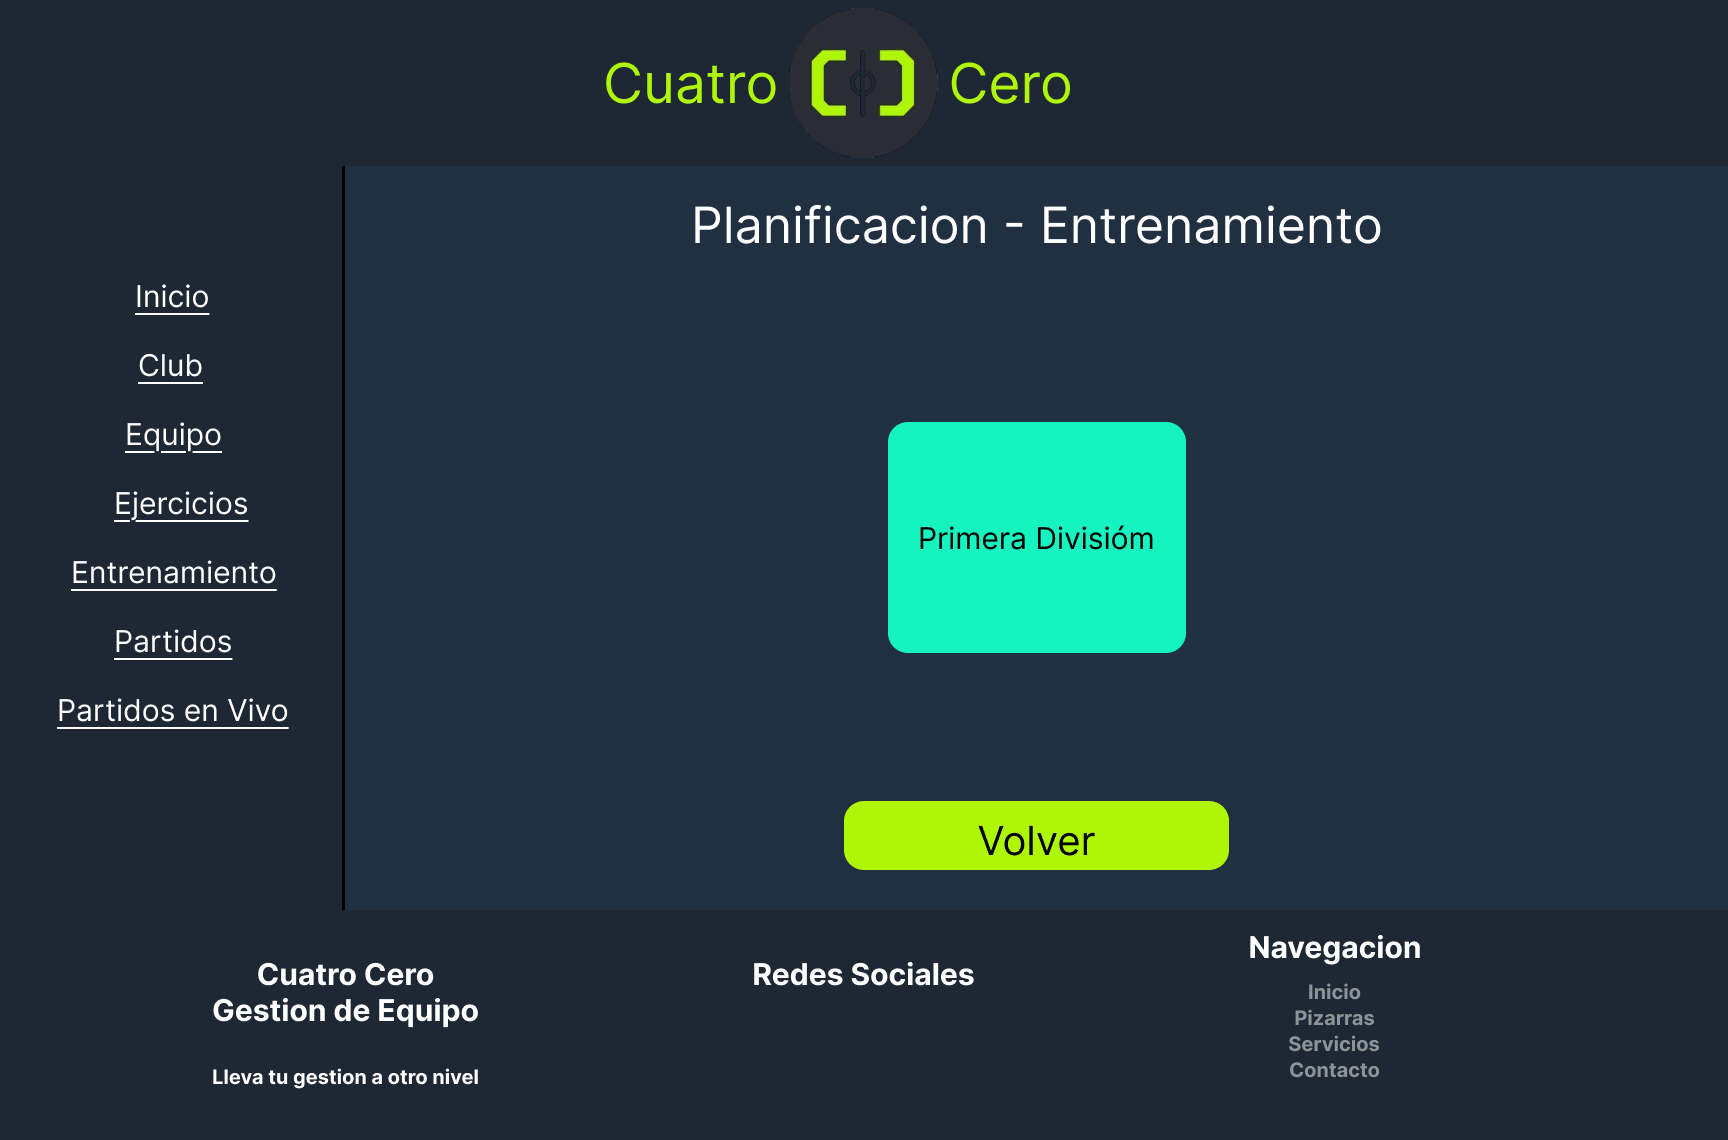 Cuatro Cero
Planificacion - Entrenamiento
Inicio
Club
Equipo
Ejercicios
Entrenamiento
Partidos
Partidos en Vivo
Primera Divisióm
Volver
Cuatro Cero
Gestion de Equipo
Lleva tu gestion a otro nivel
Redes Sociales
Navegacion
Inicio
Pizarras
Servicios
Contacto